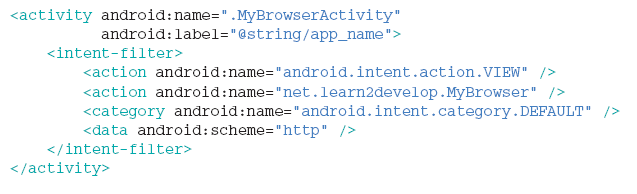 <activity android:name=".MyBrowserActivity"
          android:label="@string/app_name">
    <intent-filter>
        <action android:name="android.intent.action.VIEW" />
        <action android:name="net.learn2develop.MyBrowser" />
        <category android:name="android.intent.category.DEFAULT" />
        <data android:scheme="http" />
    </intent-filter>
</activity>